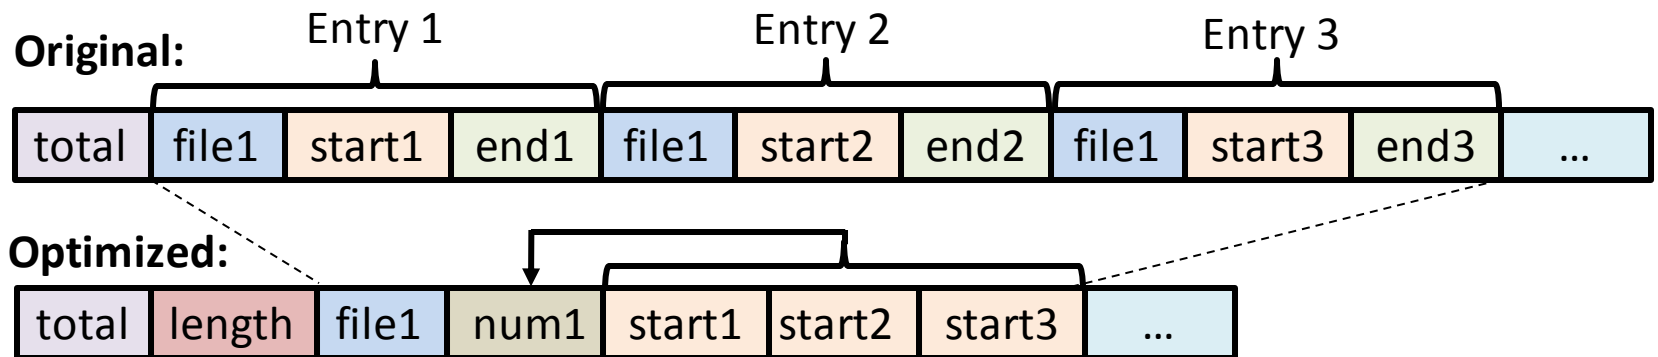 Entry 1 Entry 2 Entry 3
Original:
total file1 start1 end1 file1 start2 end2 file1 start3 end3 ...
Optimized:
total length file1 num1 start1 start2 start3 ...